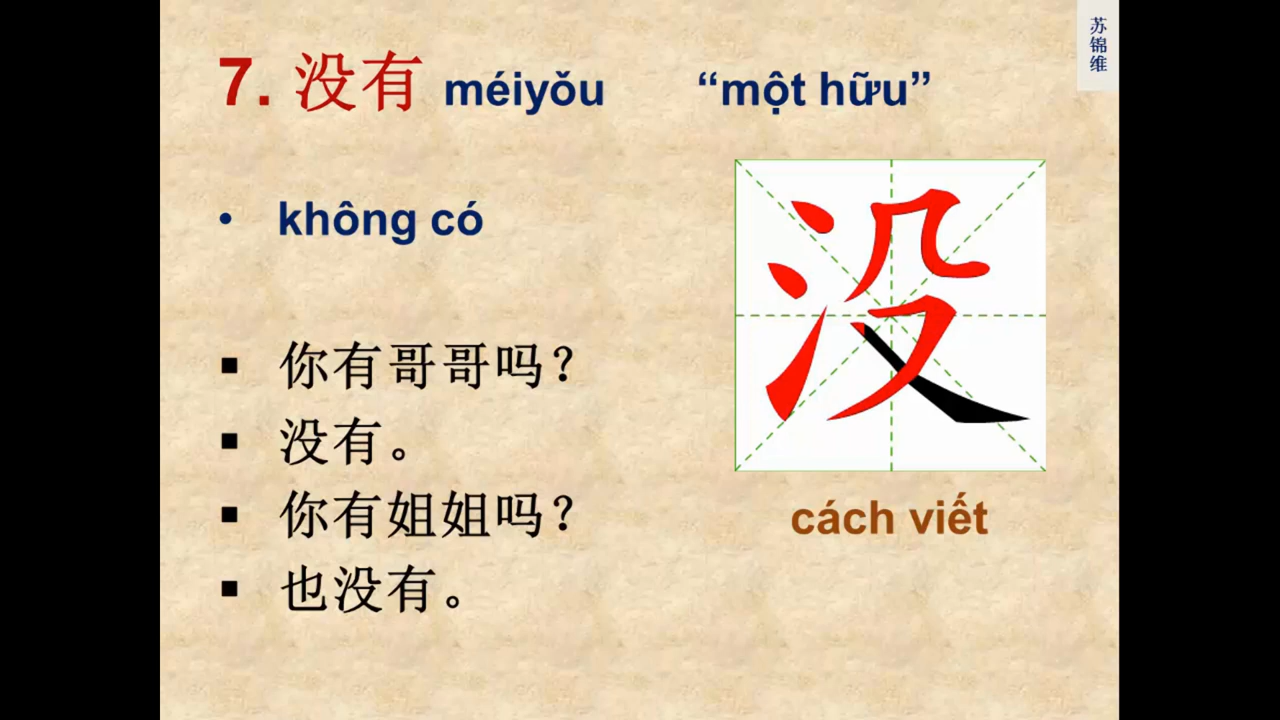 7. 没有 méiyǒu “một hữu”
苏锦维
• không có
▪ 你有哥哥吗?
▪ 没有。
▪ 你有姐姐吗?
▪ 也没有。
没
cách viết